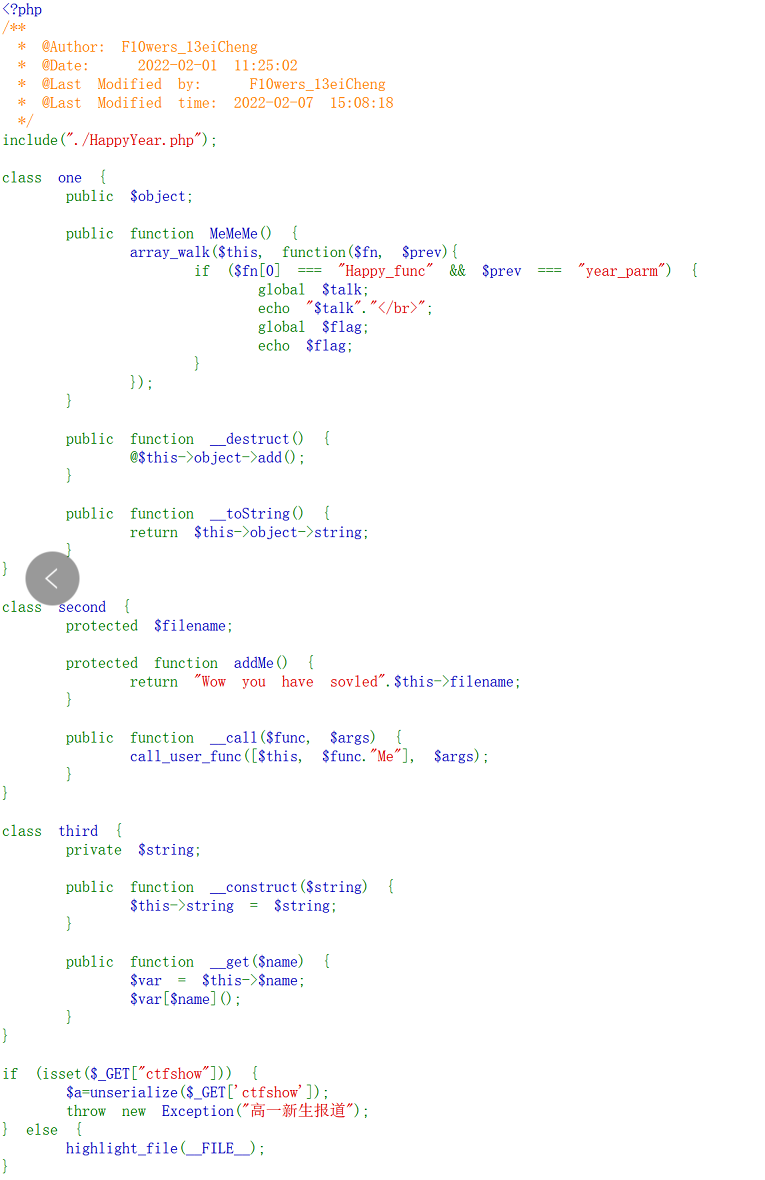 <?php
/**
 * @Author: F10wers_13eiCheng
 * @Date: 2022-02-01 11:25:02
 * @Last Modified by: F10wers_13eiCheng
 * @Last Modified time: 2022-02-07 15:08:18
 */
include("./HappyYear.php");

class one {
    public $object;

    public function MeMeMe() {
        array_walk($this, function($fn, $prev){
            if ($fn[0] === "Happy_func" && $prev === "year_parm") {
                global $talk;
                echo "$talk"."</br>";
                global $flag;
                echo $flag;
            }
        });
    }

    public function __destruct() {
        @$this->object->add();
    }

    public function __toString() {
        return $this->object->string;
    }
}

class second {
    protected $filename;

    protected function addMe() {
        return "Wow you have sovled".$this->filename;
    }

    public function __call($func, $args) {
        call_user_func([$this, $func."Me"], $args);
    }
}

class third {
    private $string;

    public function __construct($string) {
        $this->string = $string;
    }

    public function __get($name) {
        $var = $this->$name;
        $var[$name]();
    }
}

if (isset($_GET["ctfshow"])) {
    $a=unserialize($_GET['ctfshow']);
    throw new Exception("高一新生报道");
} else {
    highlight_file(__FILE__);
}